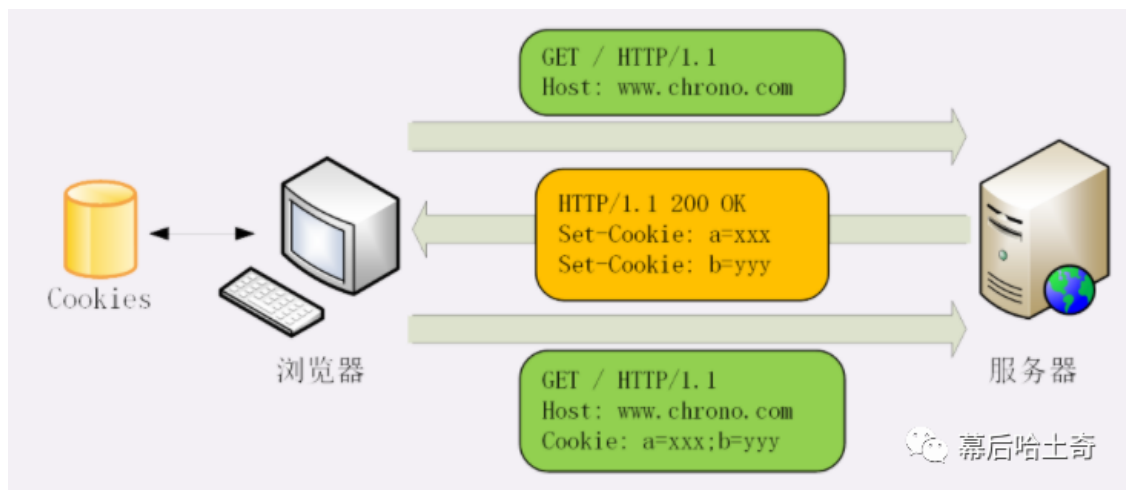 GET / HTTP/1.1
Host: www.chrono.com
HTTP/1.1 200 OK
Set-Cookie: a=xxx
Set-Cookie: b=yyy
Cookies
浏览器
服务器
GET / HTTP/1.1
Host: www.chrono.com
Cookie: a=xxx;b=yyy
幕后哈土奇